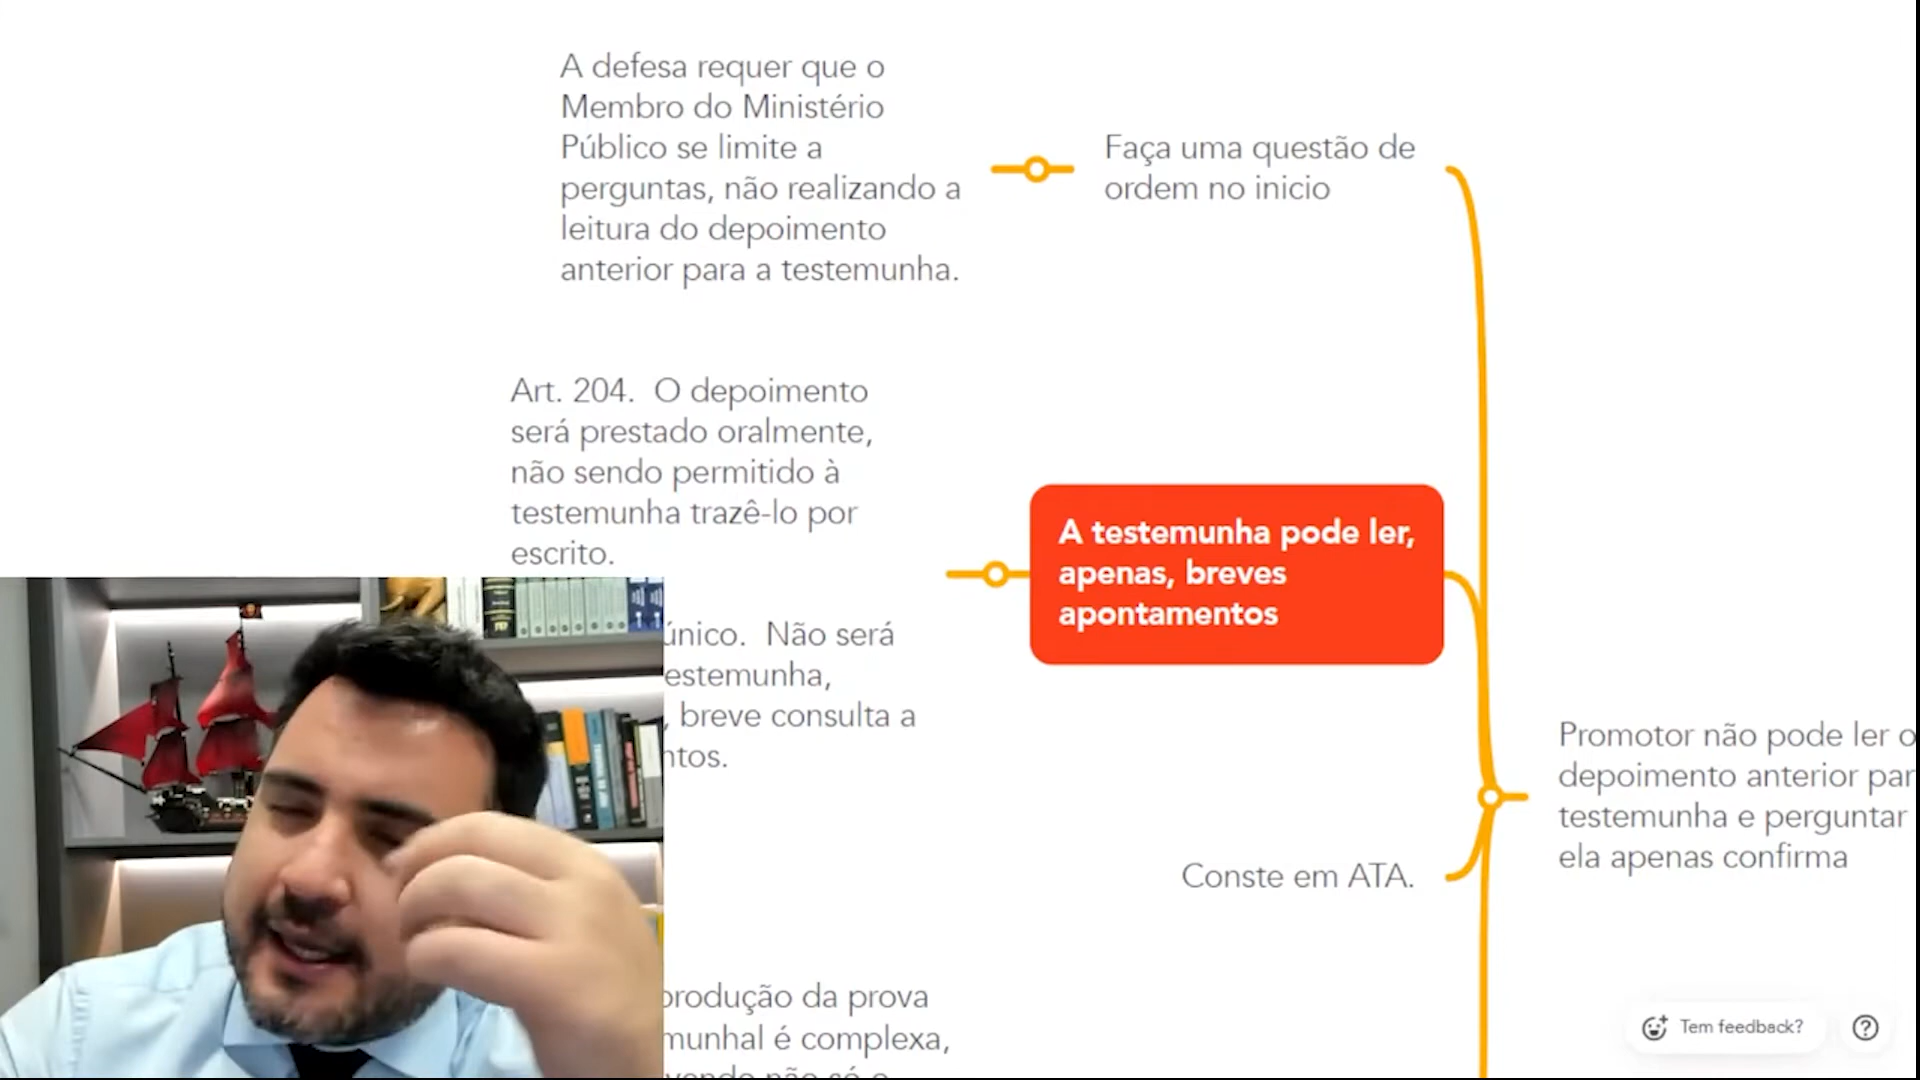 A defesa requer que o
Membro do Ministério
Público se limite a
perguntas, não realizando a
leitura do depoimento
anterior para a testemunha.
Faça uma questão de
ordem no inicio
Art. 204.  O depoimento
será prestado oralmente,
não sendo permitido à
testemunha trazê-lo por
escrito.
único.  Não será
estemunha,
, breve consulta a
ntos.
A testemunha pode ler,
apenas, breves
apontamentos
Promotor não pode ler o
depoimento anterior par
testemunha e perguntar
ela apenas confirma
Conste em ATA.
produção da prova
munhal é complexa,
Tem feedback?